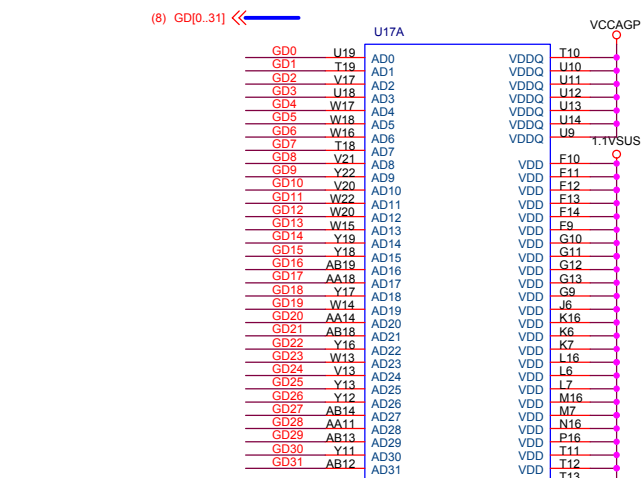 (8) GD[0..31]
U17A
VCCAGP
GD0 U19 AD0 VDDQ T10
GD1 T19 AD1 VDDQ U10
GD2 V17 AD2 VDDQ U11
GD3 U18 AD3 VDDQ U12
GD4 W17 AD4 VDDQ U13
GD5 W18 AD5 VDDQ U14
GD6 W16 AD6 VDDQ U9
GD7 T18 AD7 1.1VSUS
GD8 V21 AD8 VDD F10
GD9 Y22 AD9 VDD F11
GD10 V20 AD10 VDD F12
GD11 W22 AD11 VDD F13
GD12 W20 AD12 VDD F14
GD13 W15 AD13 VDD F9
GD14 Y19 AD14 VDD G10
GD15 Y18 AD15 VDD G11
GD16 AB19 AD16 VDD G12
GD17 AA18 AD17 VDD G13
GD18 Y17 AD18 VDD G9
GD19 W14 AD19 VDD J6
GD20 AA14 AD20 VDD K16
GD21 AB18 AD21 VDD K6
GD22 Y16 AD22 VDD K7
GD23 W13 AD23 VDD L16
GD24 V13 AD24 VDD L6
GD25 Y13 AD25 VDD L7
GD26 Y12 AD26 VDD M16
GD27 AB14 AD27 VDD M7
GD28 AA11 AD28 VDD N16
GD29 AB13 AD29 VDD P16
GD30 Y11 AD30 VDD T11
GD31 AB12 AD31 VDD T12
T13